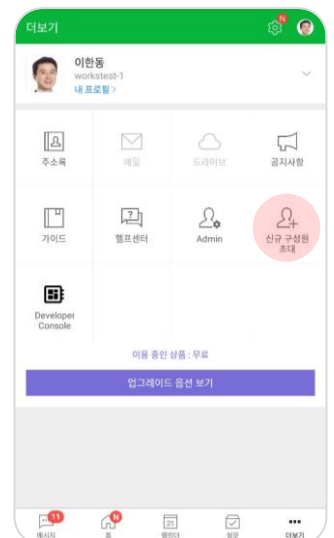 더보기
N
이한동
workstest-1
내 프로필 >
주소록
메일
드라이브
공지사항
가이드
헬프센터
Admin
신규 구성원
초대
Developer
Console
이용 중인 상품 : 무료
업그레이드 옵션 보기
11
N
21
메시지
홈
캘린더
설문
더보기